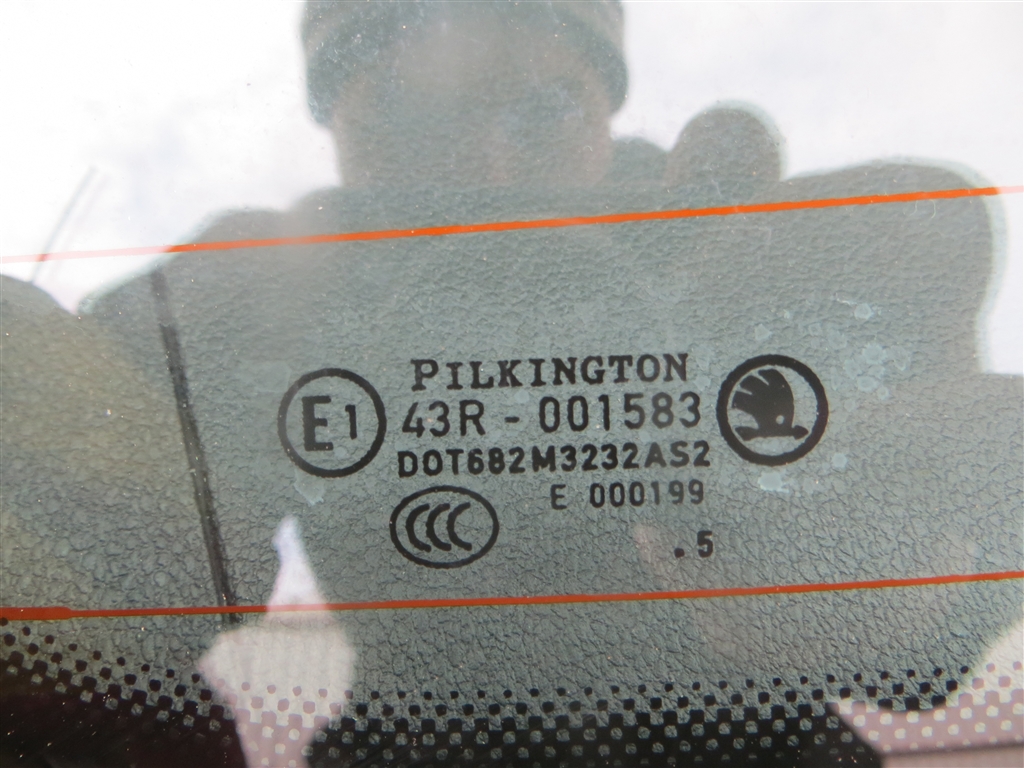 PILKINGTON
E1 43R - 001583
DOT682M3232AS2
E 000199
CCC
. 5